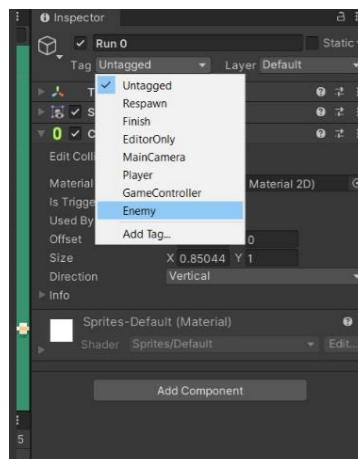 Inspector
Run 0 Static
Tag Untagged Layer Default
Untagged
Respawn
Finish
EditorOnly
MainCamera
Player
GameController
Enemy
Add Tag...
T
S
C
Edit Colli
Material Material 2D)
Is Trigge
Used By
Offset 0
Size X 0.85044 Y 1
Direction Vertical
Info
Sprites-Default (Material)
Shader Sprites/Default Edit...
Add Component
5